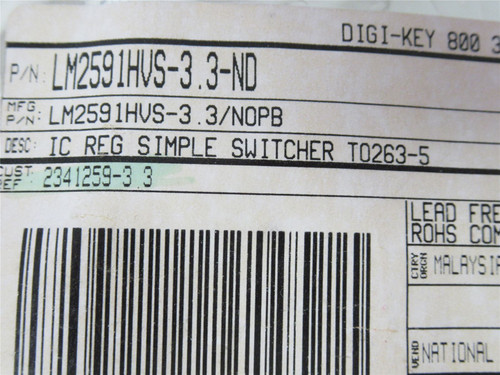 DIGI-KEY 800 3
P/N: LM2591HVS-3.3-ND
MFG. P/N: LM2591HVS-3.3/NOPB
DESC: IC REG SIMPLE SWITCHER TO263-5
CUST REF 2341259-3.3
LEAD FRE
ROHS COM
CTRY ORGN MALAYSIA
VEND NATIONAL